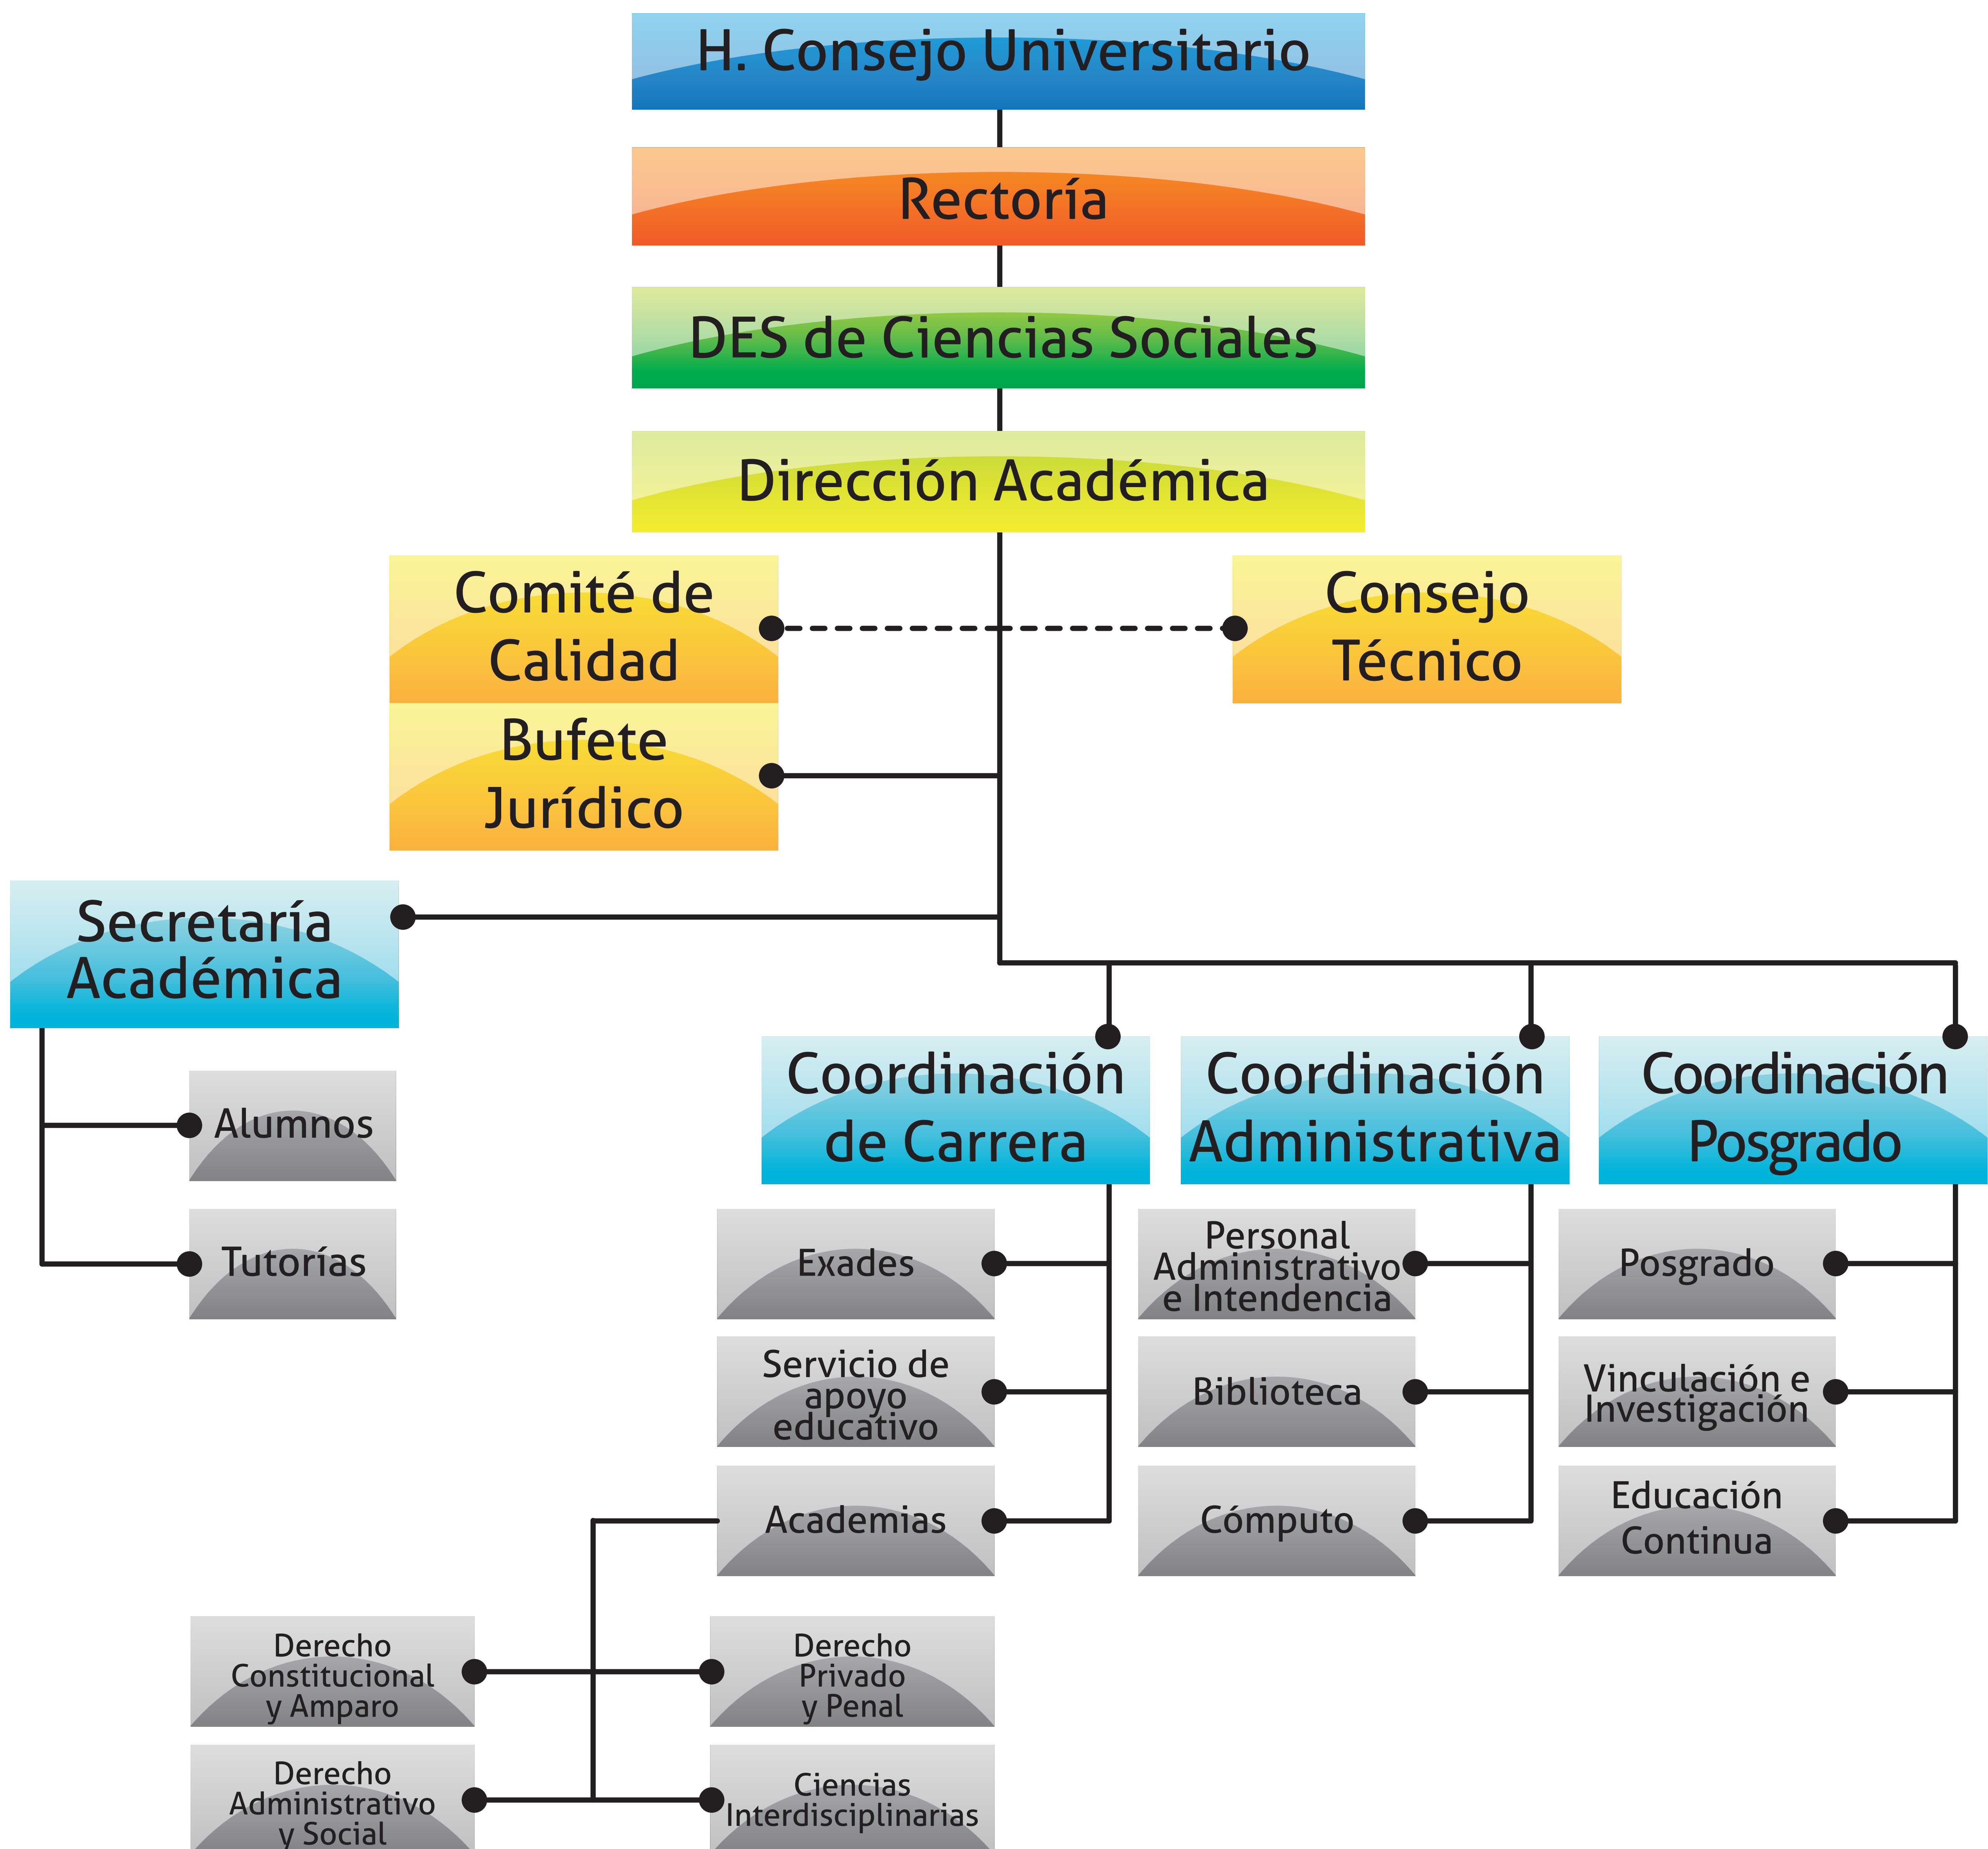 H. Consejo Universitario
Rectoría
DES de Ciencias Sociales
Dirección Académica
Comité de
Calidad
Consejo
Técnico
Bufete
Jurídico
Secretaría
Académica
Alumnos
Tutorías
Coordinación
de Carrera
Coordinación
Administrativa
Coordinación
Posgrado
Exades
Servicio de
apoyo
educativo
Academias
Personal
Administrativo
e Intendencia
Biblioteca
Cómputo
Posgrado
Vinculación e
Investigación
Educación
Continua
Derecho
Constitucional
y Amparo
Derecho
Privado
y Penal
Derecho
Administrativo
y Social
Ciencias
Interdisciplinarias